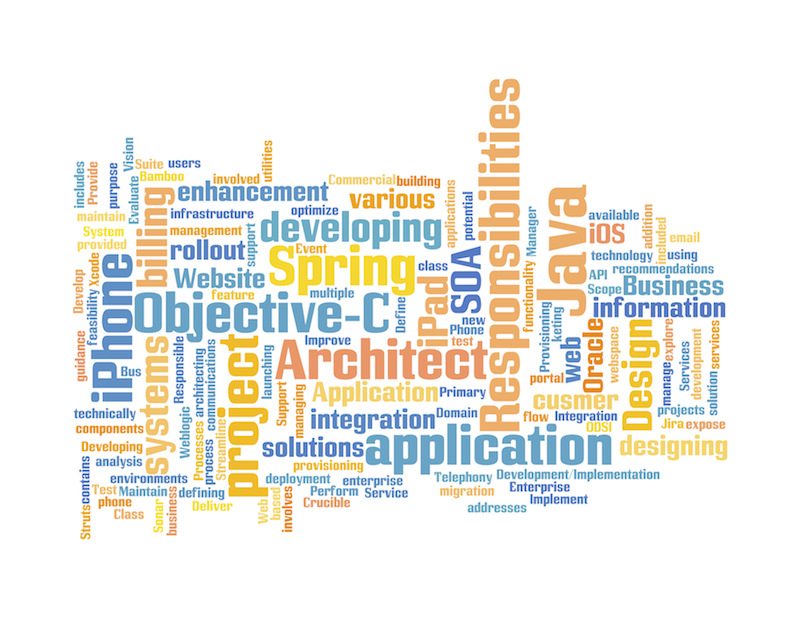 includes
Provide
purpose
Evaluate
Vision
Suite
users
Bamboo
maintain
System
provided
billing
involved
utilities
enhancement
infrastructure
management
rollout
support
Commercial
building
various
optimize
developing
Event
Spring
applications
potential
Responsibilities
Manager
Java
available
iOS
addition
included
email
technology
using
API
recommendations
Scope
Business
information
Develop
feasibility
Xcode
iPhone
Website
feature
multiple
Objective-C
Define
class
iPad
SOA
new
Phone
test
functionality
Provisioning
keting
web
Oracle
webspace
Design
manage
explore
Services
development
solution
services
guidance
Bus
systems
Responsible
Weblogic
Processes
architecting
process
communications
Streamline
project
launching
Improve
Architect
Support
managing
Application
Primary
portal
cusmer
technically
components
Developing
analysis
environments
integration
Domain
flow
Integration
ODSI
projects
Jira
expose
solutions
application
designing
provisioning
Struts
contains
Test
Maintain
defining
phone
Class
Sonar
business
Deliver
deployment
enterprise
Perform
Service
Crucible
Web
based
involves
Telephony
Development/Implementation
migration
Enterprise
Implement
addresses